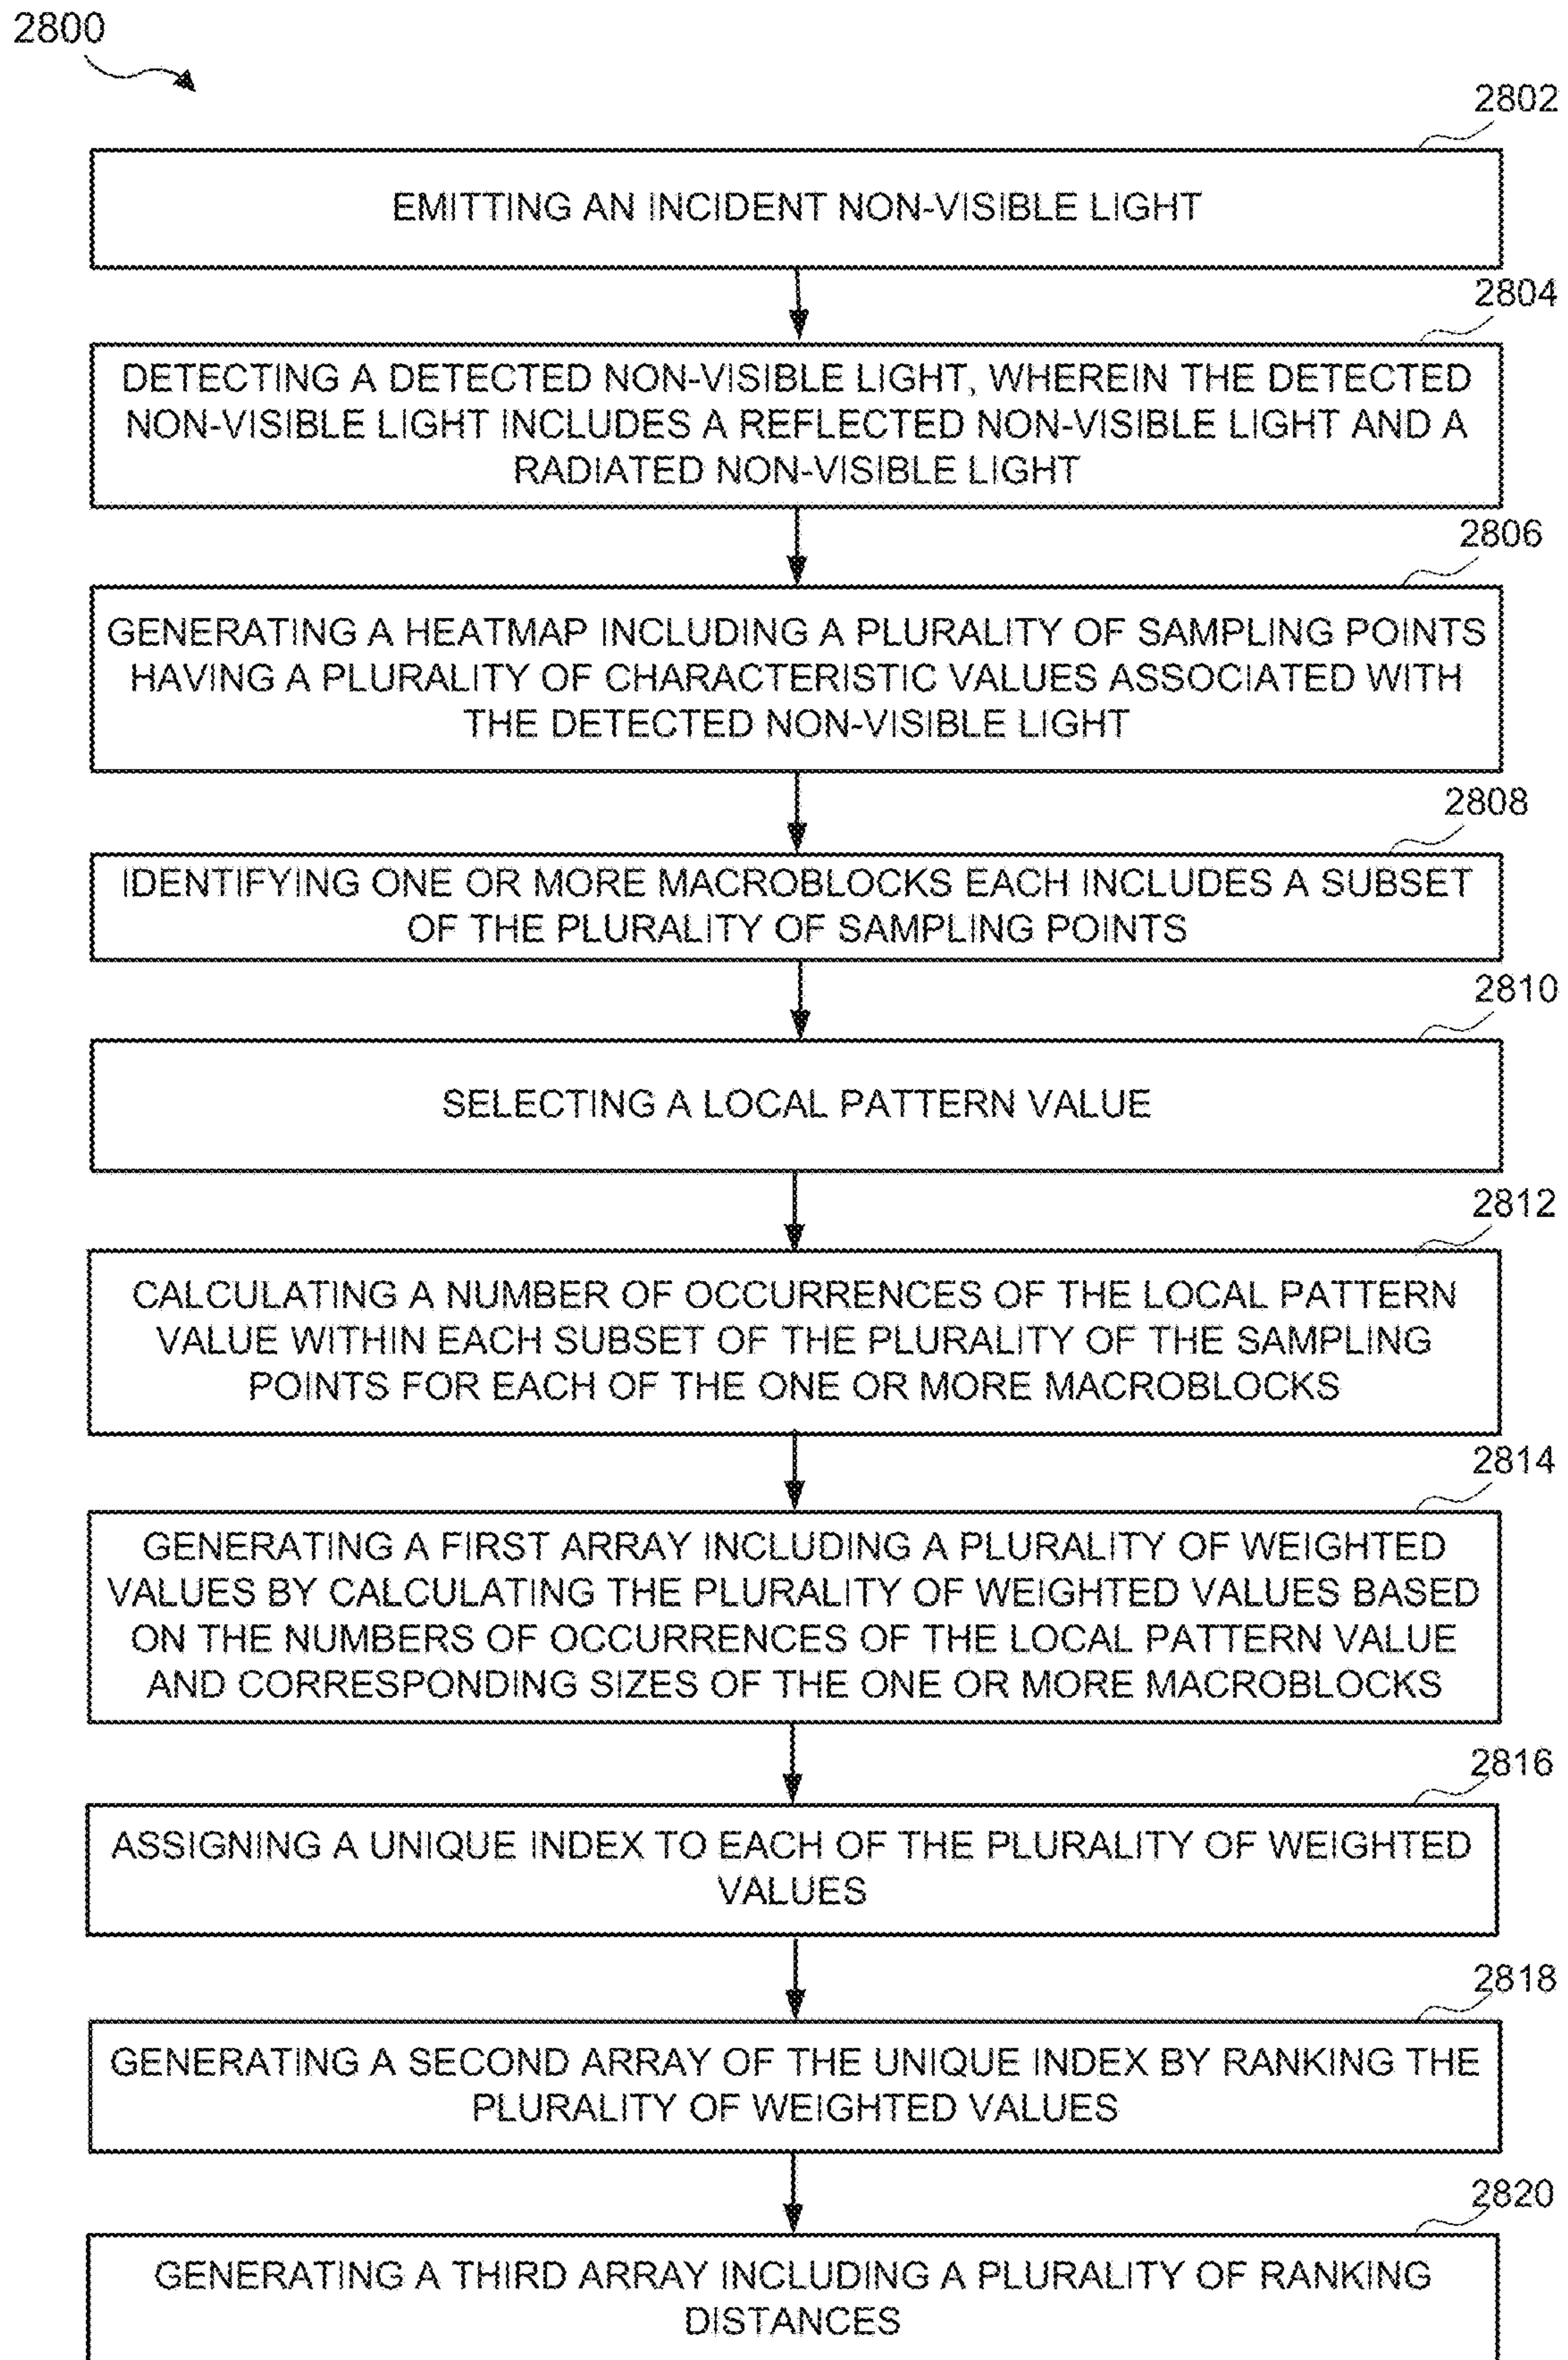 2800
2802
EMITTING AN INCIDENT NON-VISIBLE LIGHT
2804
DETECTING A DETECTED NON-VISIBLE LIGHT, WHEREIN THE DETECTED
NON-VISIBLE LIGHT INCLUDES A REFLECTED NON-VISIBLE LIGHT AND A
RADIATED NON-VISIBLE LIGHT
2806
GENERATING A HEATMAP INCLUDING A PLURALITY OF SAMPLING POINTS
HAVING A PLURALITY OF CHARACTERISTIC VALUES ASSOCIATED WITH
THE DETECTED NON-VISIBLE LIGHT
2808
IDENTIFYING ONE OR MORE MACROBLOCKS EACH INCLUDES A SUBSET
OF THE PLURALITY OF SAMPLING POINTS
2810
SELECTING A LOCAL PATTERN VALUE
2812
CALCULATING A NUMBER OF OCCURRENCES OF THE LOCAL PATTERN
VALUE WITHIN EACH SUBSET OF THE PLURALITY OF THE SAMPLING
POINTS FOR EACH OF THE ONE OR MORE MACROBLOCKS
2814
GENERATING A FIRST ARRAY INCLUDING A PLURALITY OF WEIGHTED
VALUES BY CALCULATING THE PLURALITY OF WEIGHTED VALUES BASED
ON THE NUMBERS OF OCCURRENCES OF THE LOCAL PATTERN VALUE
AND CORRESPONDING SIZES OF THE ONE OR MORE MACROBLOCKS
2816
ASSIGNING A UNIQUE INDEX TO EACH OF THE PLURALITY OF WEIGHTED
VALUES
2818
GENERATING A SECOND ARRAY OF THE UNIQUE INDEX BY RANKING THE
PLURALITY OF WEIGHTED VALUES
2820
GENERATING A THIRD ARRAY INCLUDING A PLURALITY OF RANKING
DISTANCES